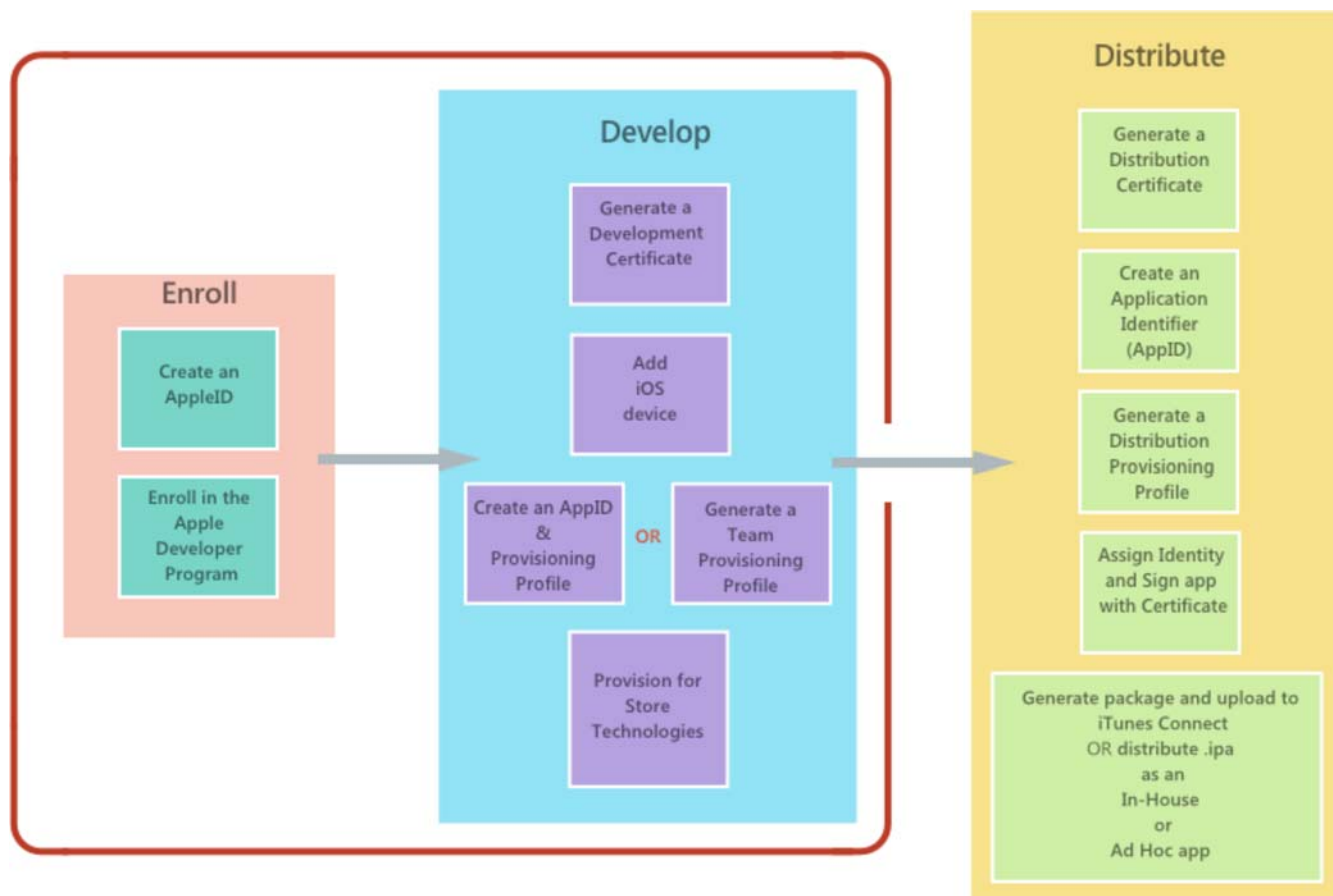 Enroll
Create an
AppleID
Enroll in the
Apple
Developer
Program
Develop
Generate a
Development
Certificate
Add
iOS
device
Create an AppID
&
Provisioning
Profile
OR
Generate a
Team
Provisioning
Profile
Provision for
Store
Technologies
Distribute
Generate a
Distribution
Certificate
Create an
Application
Identifier
(AppID)
Generate a
Distribution
Provisioning
Profile
Assign Identity
and Sign app
with Certificate
Generate package and upload to
iTunes Connect
OR distribute .ipa
as an
In-House
or
Ad Hoc app